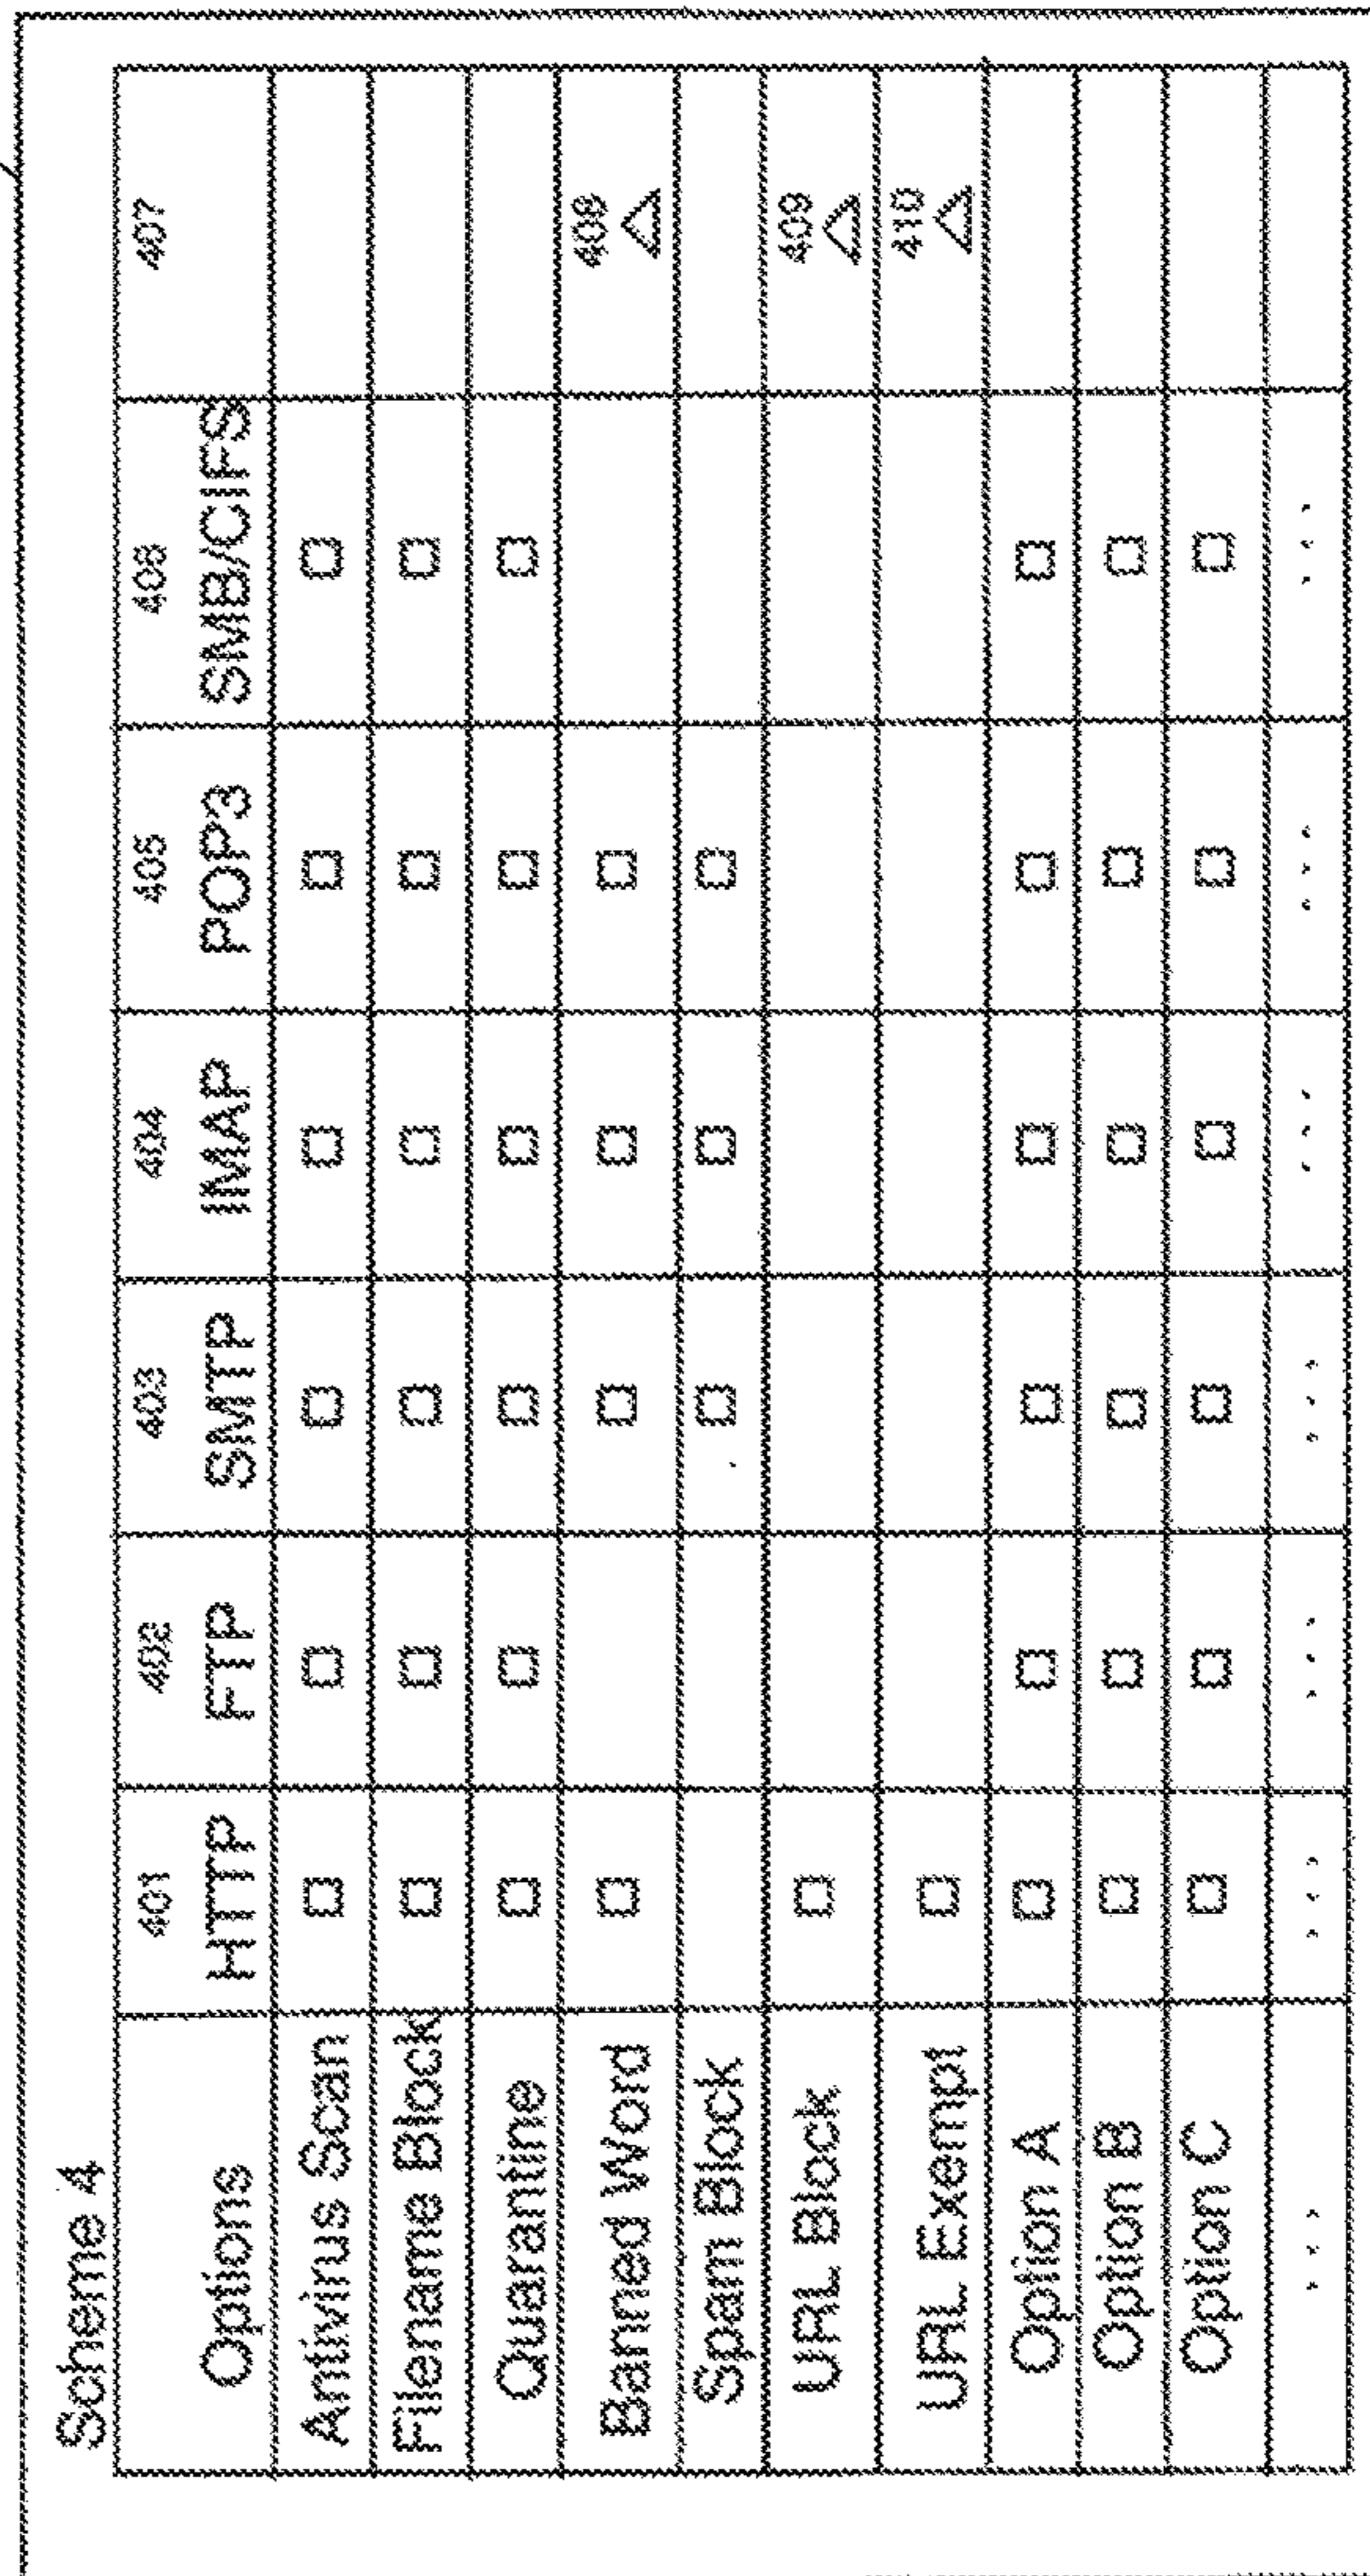 Scheme 4
401 402 403 404 405 406 407
Options HTTP FTP SMTP IMAP POP3 SMB/CIFS
Antivirus Scan
Filename Block
Quarantine
408
Banned Word
Spam Block
409
URL Block
410
URL Exempt
Option A
Option B
Option C
. . . . . . . . . . . . . . . . . . . . .